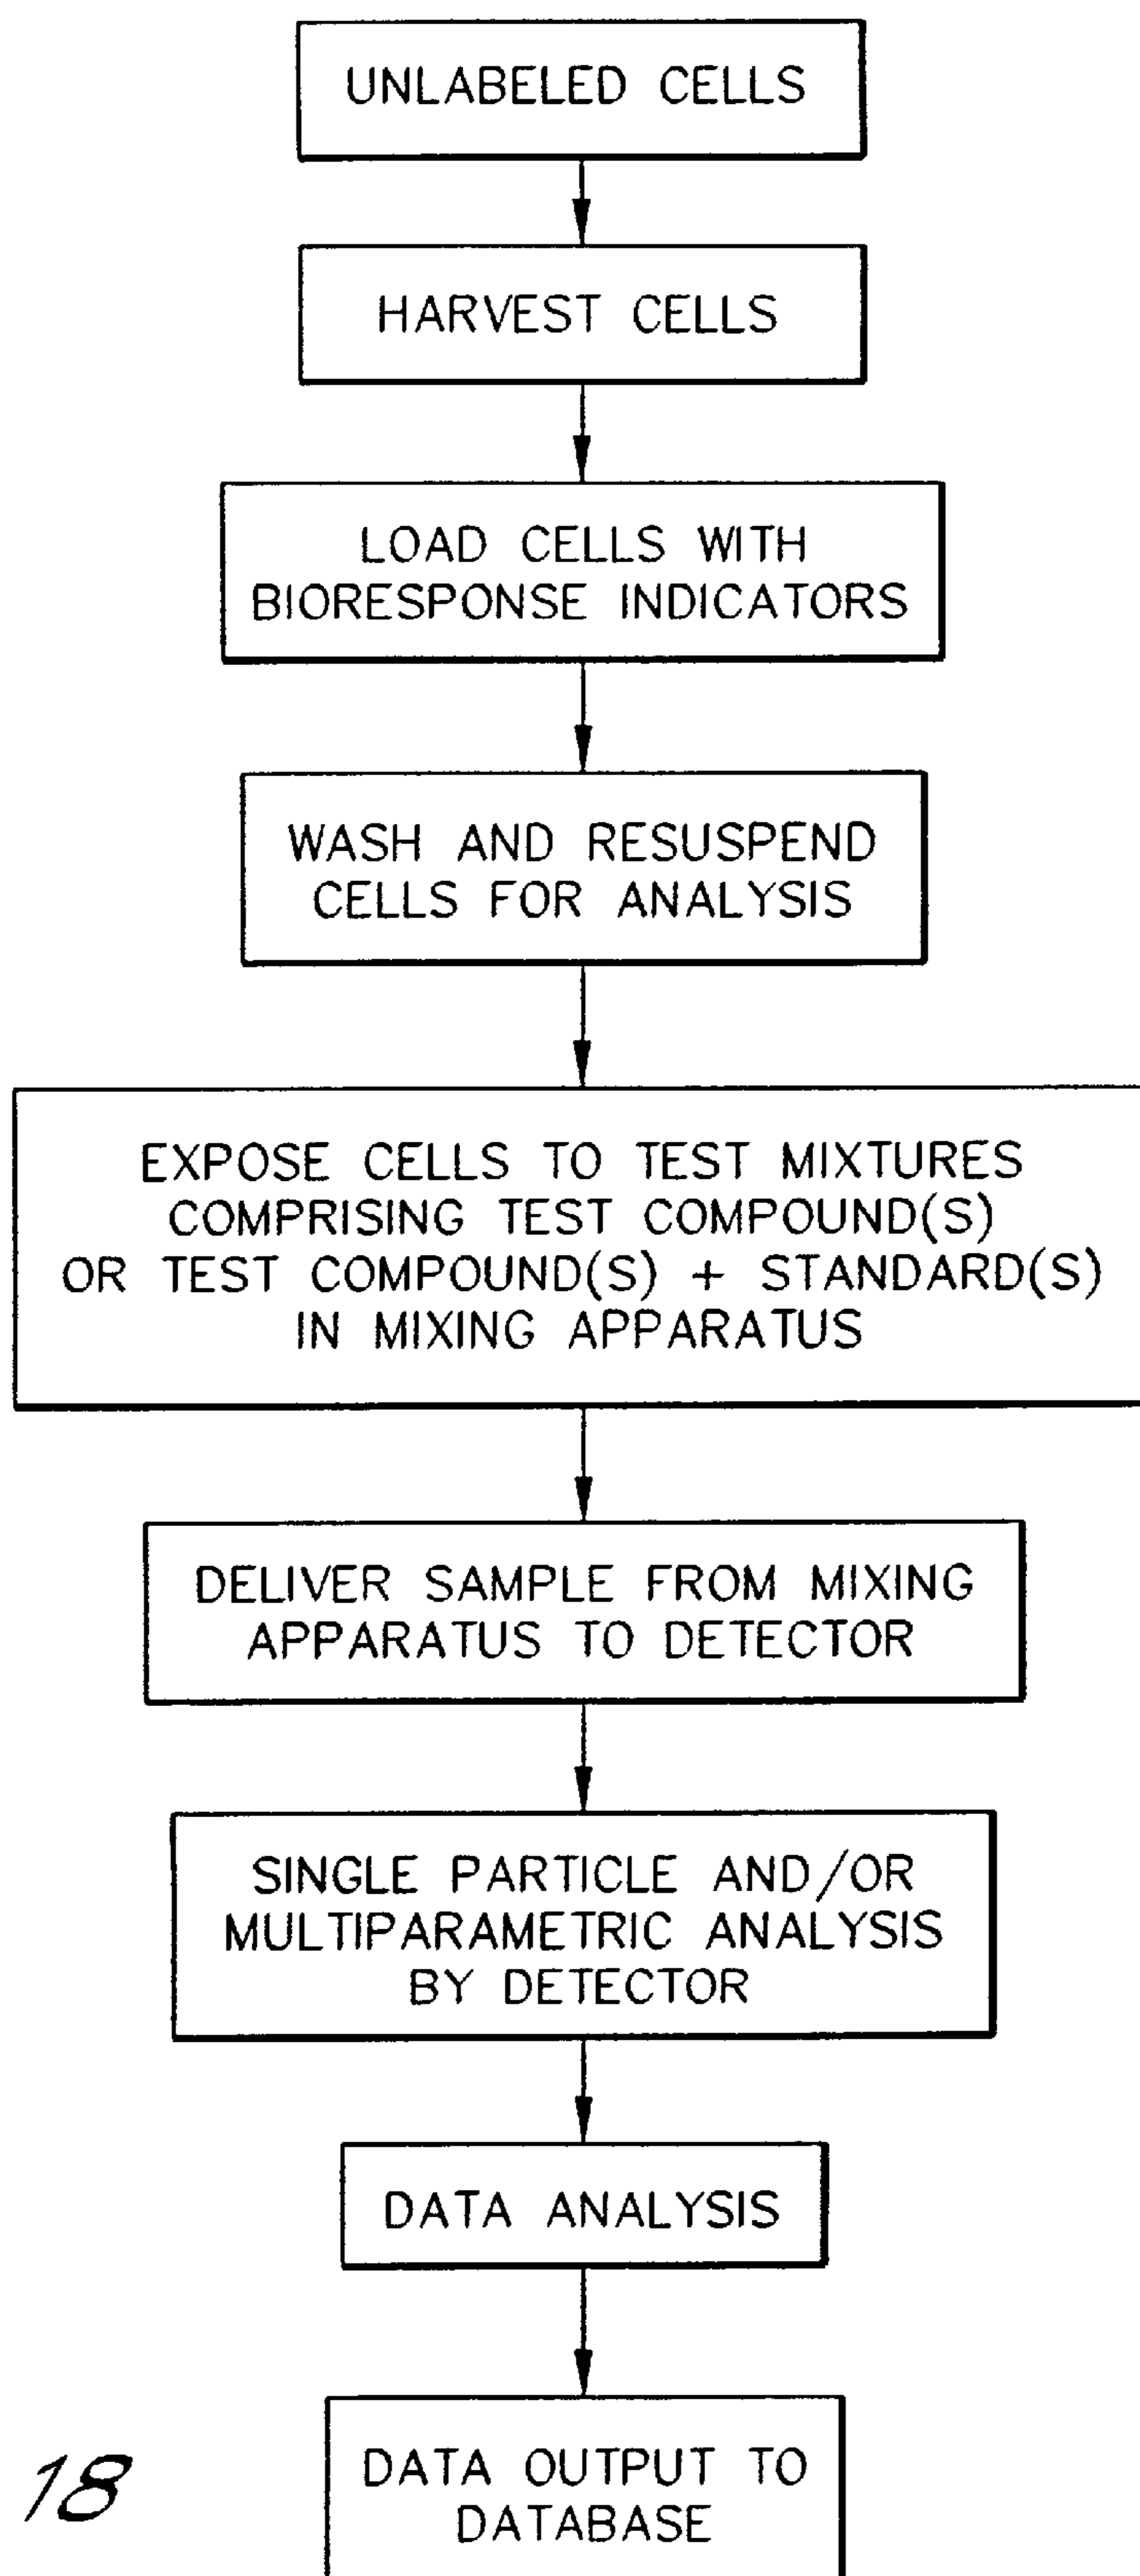 UNLABELED CELLS
HARVEST CELLS
LOAD CELLS WITH
BIORESPONSE INDICATORS
WASH AND RESUSPEND
CELLS FOR ANALYSIS
EXPOSE CELLS TO TEST MIXTURES
COMPRISING TEST COMPOUND(S)
OR TEST COMPOUND(S) + STANDARD(S)
IN MIXING APPARATUS
DELIVER SAMPLE FROM MIXING
APPARATUS TO DETECTOR
SINGLE PARTICLE AND/OR
MULTIPARAMETRIC ANALYSIS
BY DETECTOR
DATA ANALYSIS
DATA OUTPUT TO
DATABASE
18